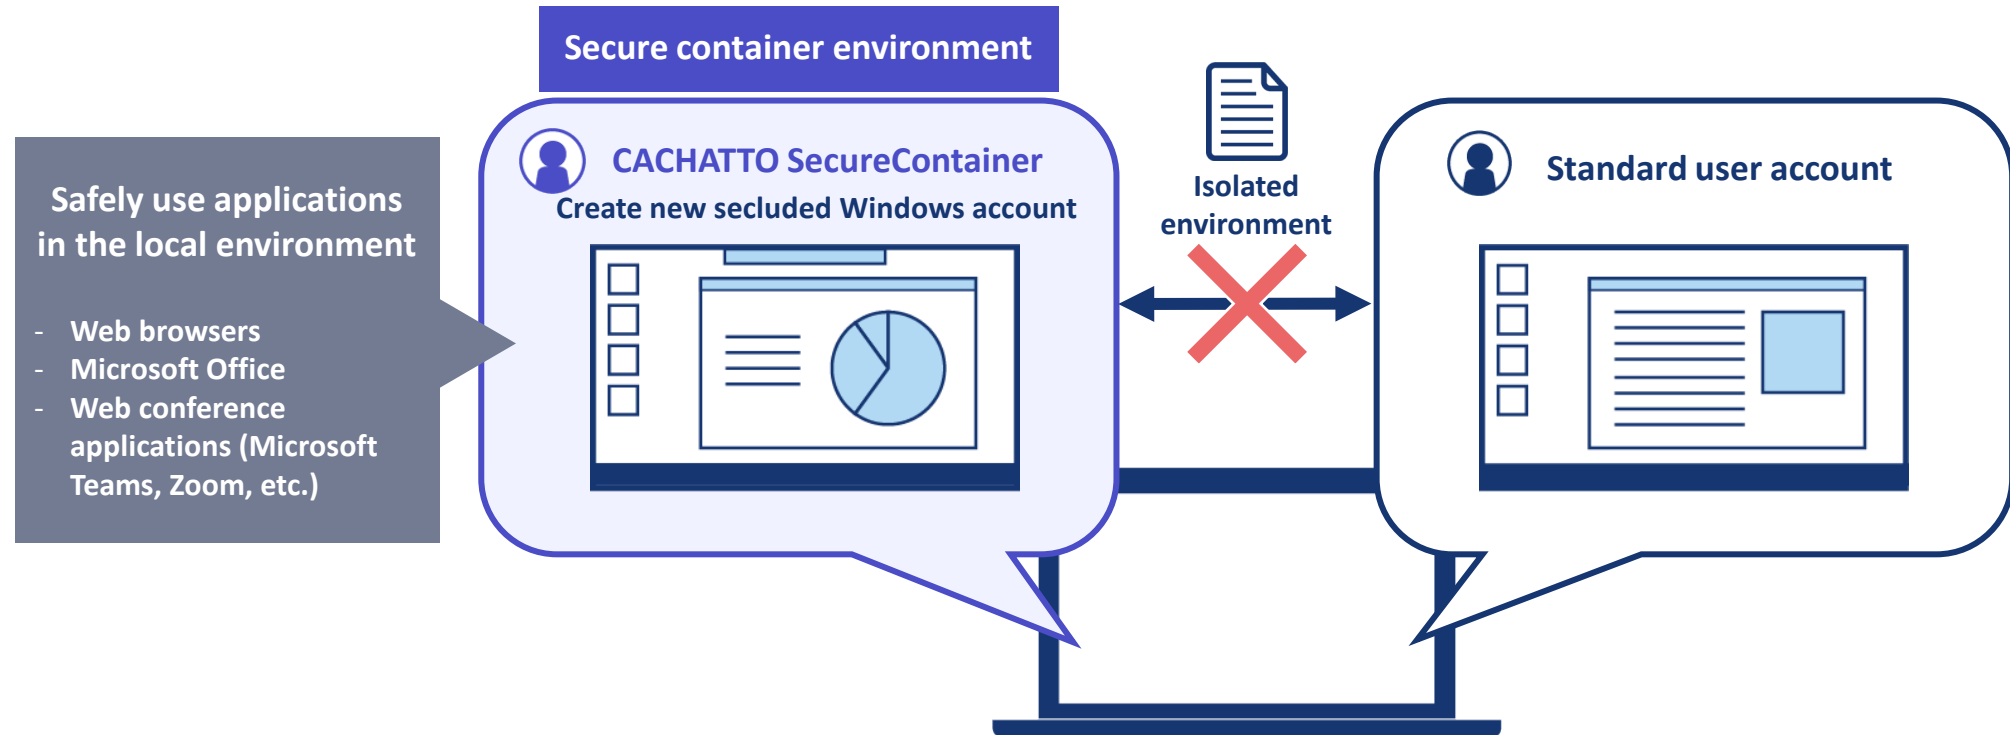 Secure container environment
Safely use applications
in the local environment
- Web browsers
- Microsoft Office
- Web conference
applications (Microsoft
Teams, Zoom, etc.)
CACHATTO SecureContainer
Create new secluded Windows account
Isolated
environment
Standard user account